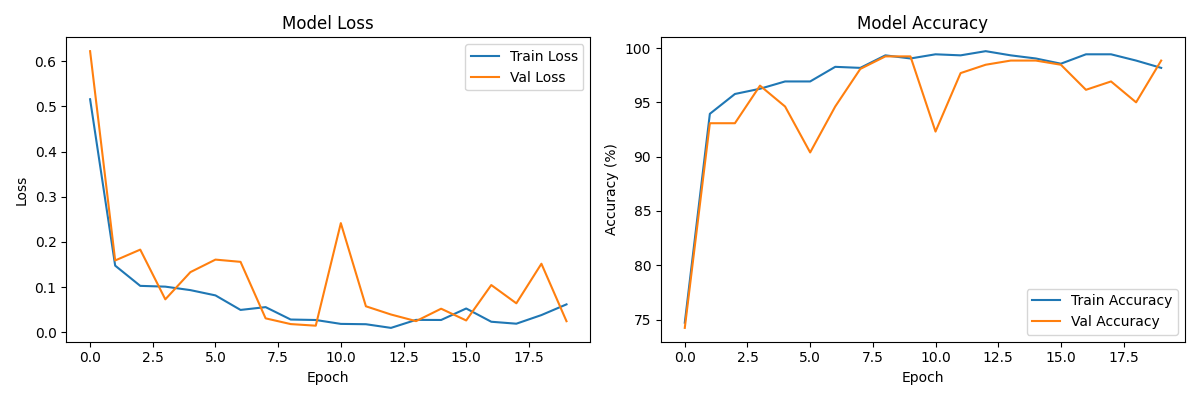 Model Loss
Train Loss
Val Loss
0.6
0.5
0.4
0.3
0.2
0.1
0.0
Loss
0.0 2.5 5.0 7.5 10.0 12.5 15.0 17.5
Epoch
Model Accuracy
100
95
90
85
80
75
Accuracy (%)
Train Accuracy
Val Accuracy
0.0 2.5 5.0 7.5 10.0 12.5 15.0 17.5
Epoch